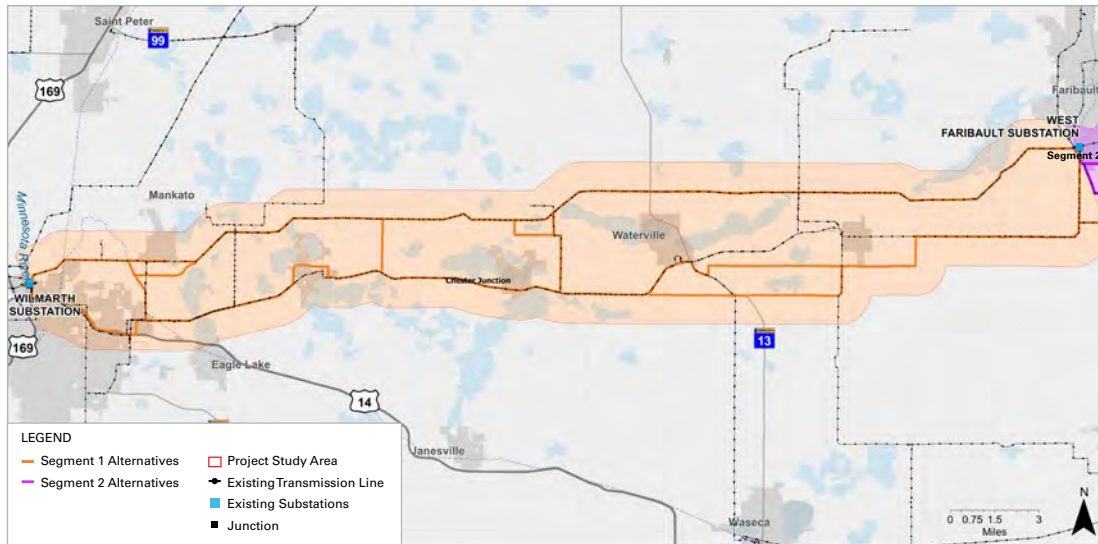 Saint Peter
99
169
Faribault
WEST
FARIBAULT SUBSTATION
Segment 2
Mankato
Waterville
Chester Junction
WILMARTH
SUBSTATION
169
Eagle Lake
13
14
Janesville
Waseca
LEGEND
Segment 1 Alternatives
Segment 2 Alternatives
Project Study Area
Existing Transmission Line
Existing Substations
Junction
N
0 0.75 1.5 3
Miles
Minnesota